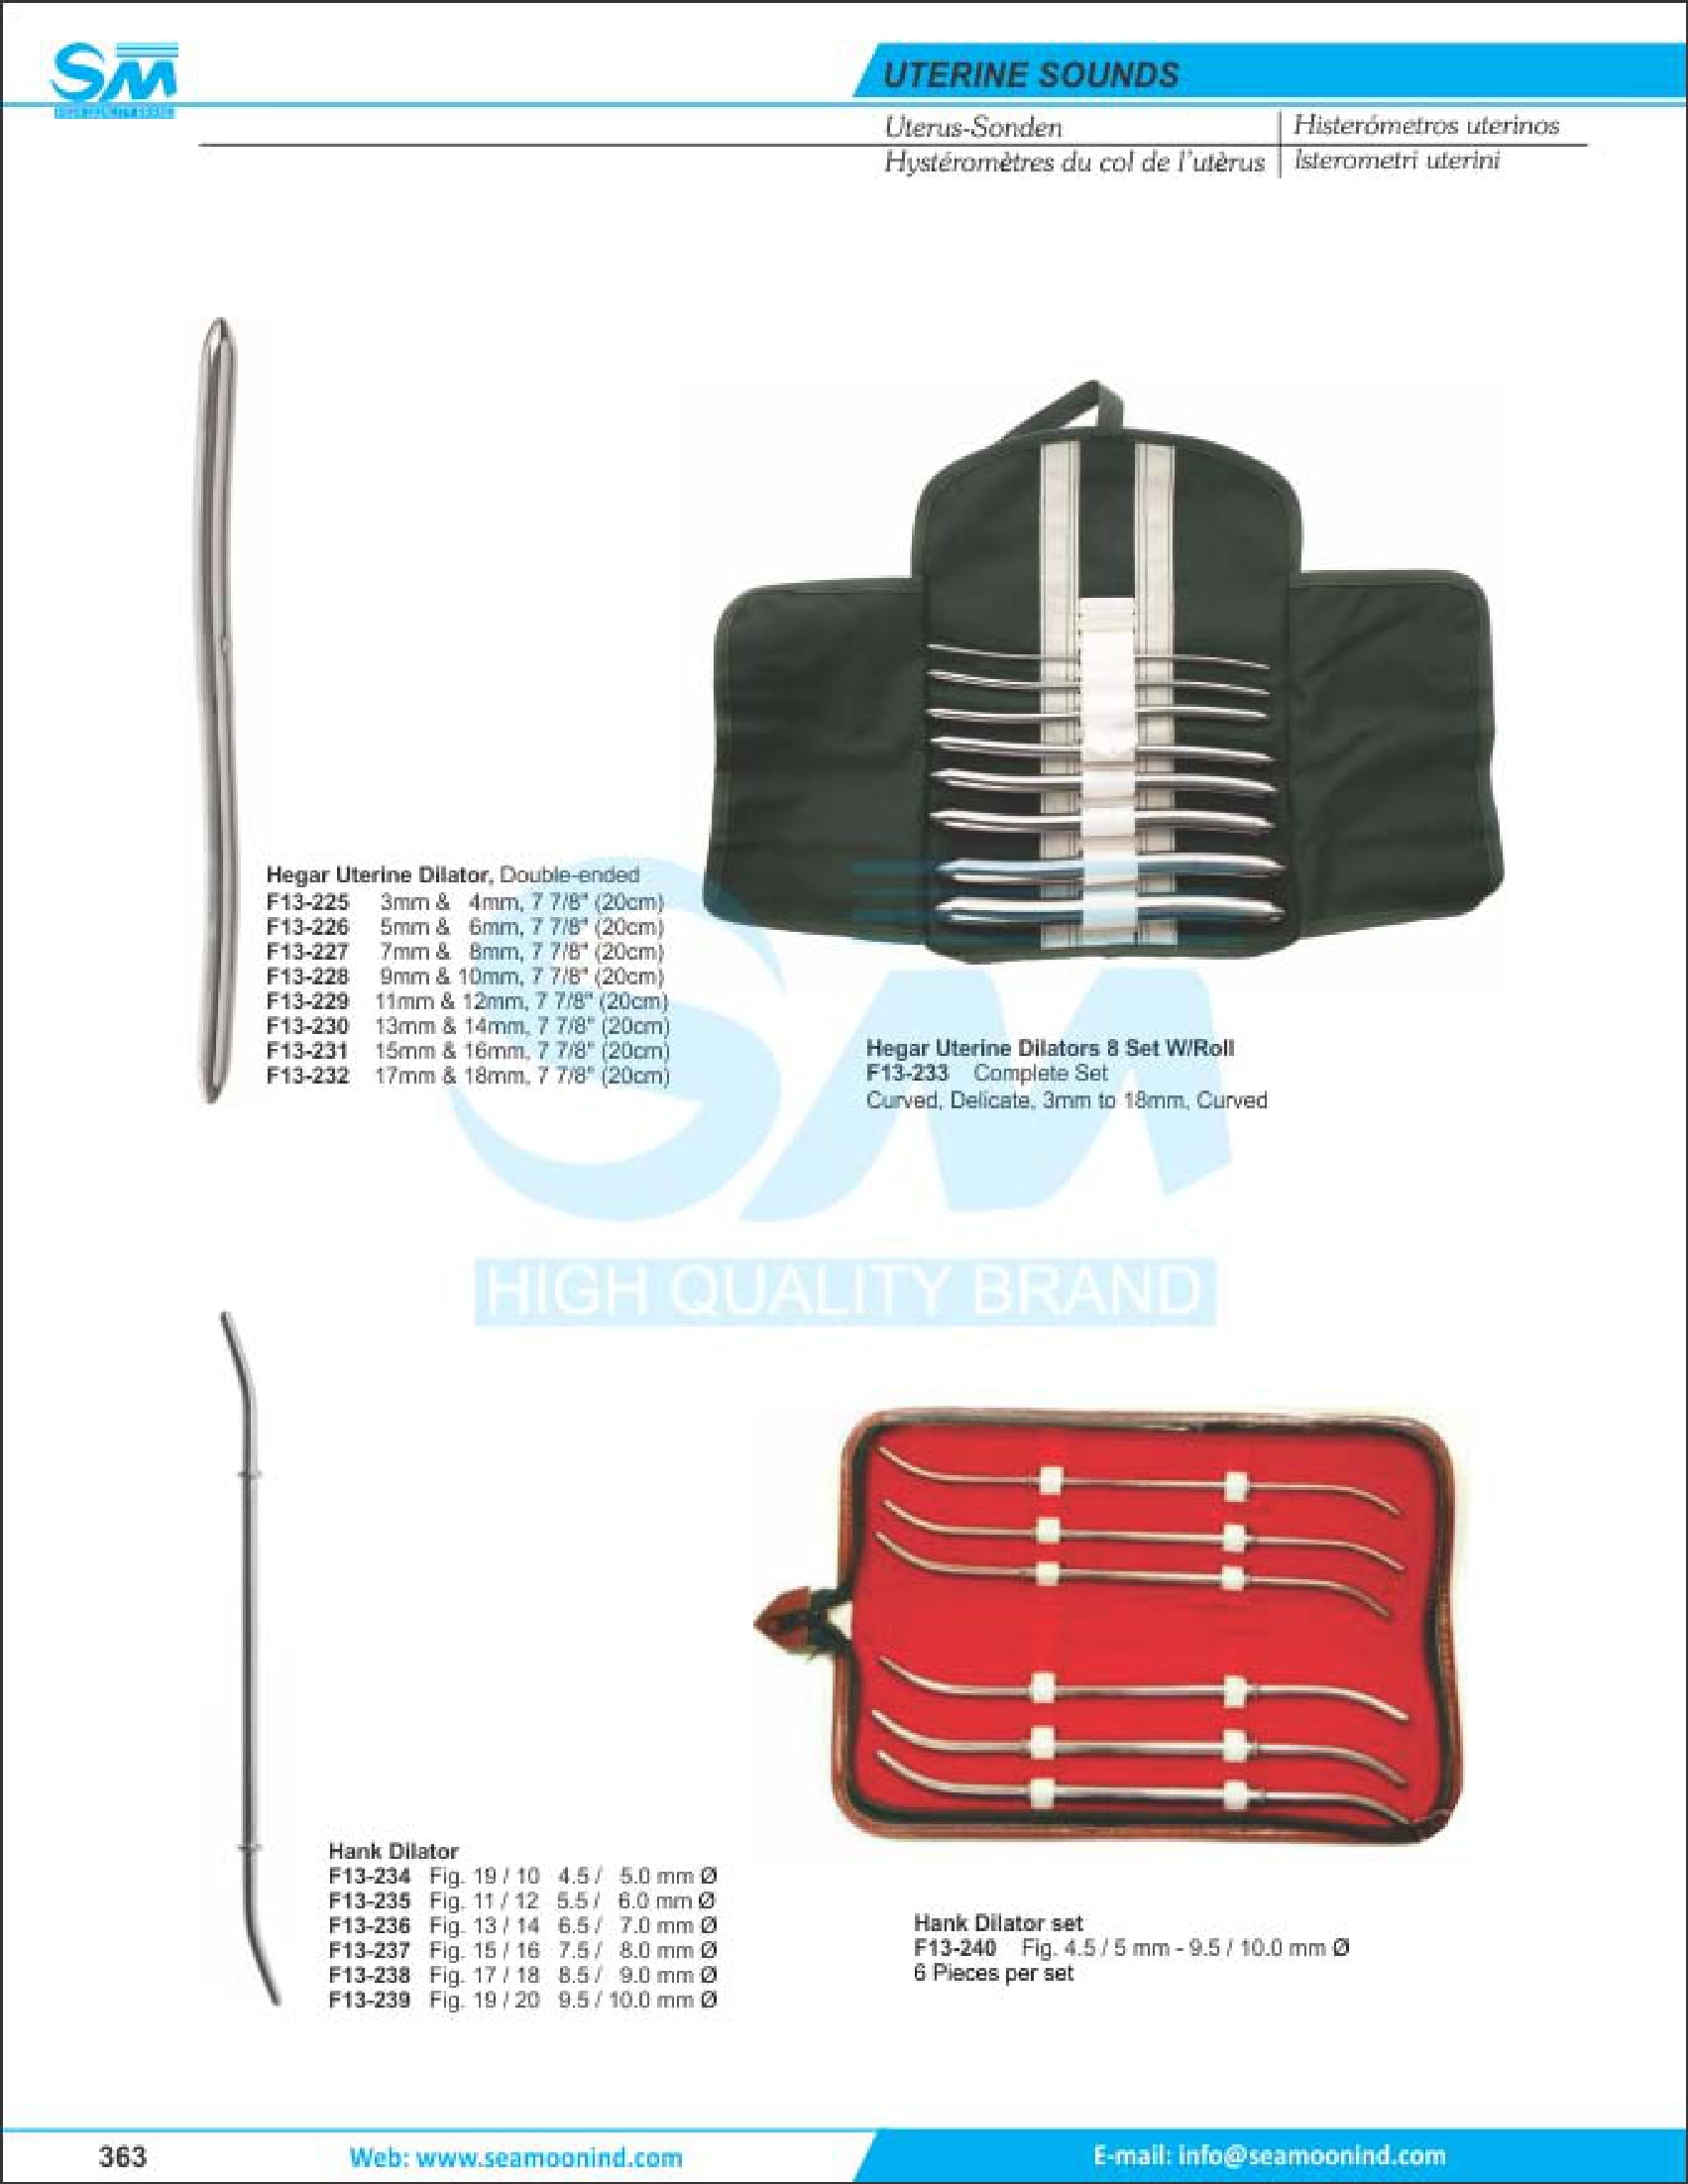 SM
UTERINE SOUNDS
Uterus-Sonden
Histerómetros uterinos
Hystéromètres du col de l'utèrus
Isterometri uterini
Hegar Uterine Dilator, Double-ended
F13-225 3mm & 4mm, 7 7/8" (20cm)
F13-226 5mm & 6mm, 7 7/8" (20cm)
F13-227 7mm & 8mm, 7 7/8" (20cm)
F13-228 9mm & 10mm, 7 7/8" (20cm)
F13-229 11mm & 12mm, 7 7/8" (20cm)
F13-230 13mm & 14mm, 7 7/8" (20cm)
F13-231 15mm & 16mm, 7 7/8" (20cm)
F13-232 17mm & 18mm, 7 7/8" (20cm)
Hegar Uterine Dilators 8 Set W/Roll
F13-233 Complete Set
Curved, Delicate, 3mm to 18mm, Curved
SM
HIGH QUALITY BRAND
Hank Dilator
F13-234 Fig. 19 / 10 4.5 / 5.0 mm Ø
F13-235 Fig. 11 / 12 5.5 / 6.0 mm Ø
F13-236 Fig. 13 / 14 6.5 / 7.0 mm Ø
F13-237 Fig. 15 / 16 7.5 / 8.0 mm Ø
F13-238 Fig. 17 / 18 8.5 / 9.0 mm Ø
F13-239 Fig. 19 / 20 9.5 / 10.0 mm Ø
Hank Dilator set
F13-240 Fig. 4.5 / 5 mm - 9.5 / 10.0 mm Ø
6 Pieces per set
363
Web: www.seamoonind.com
E-mail: info@seamoonind.com